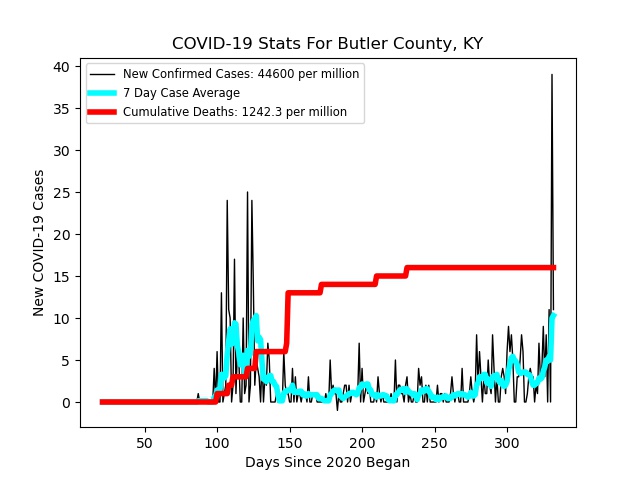 COVID-19 Stats For Butler County, KY
New Confirmed Cases: 44600 per million
7 Day Case Average
Cumulative Deaths: 1242.3 per million
New COVID-19 Cases
40
35
30
25
20
15
10
5
0
50 100 150 200 250 300
Days Since 2020 Began